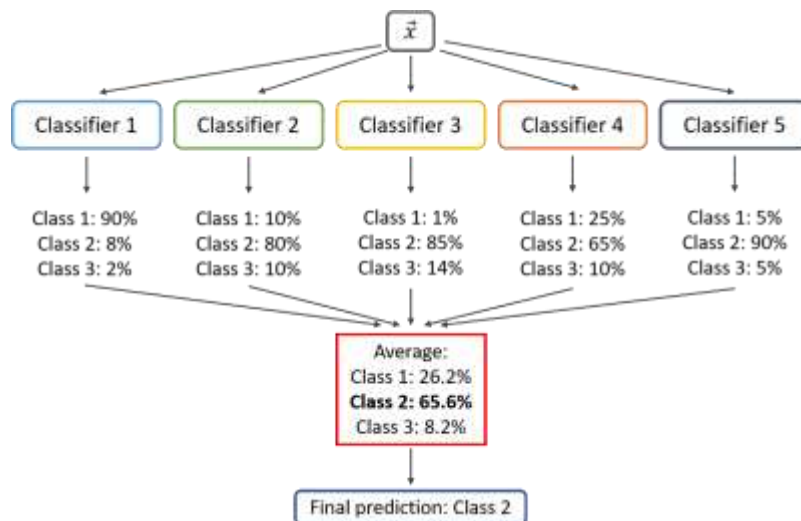 x⃗
Classifier 1
Classifier 2
Classifier 3
Classifier 4
Classifier 5
Class 1: 90%
Class 2: 8%
Class 3: 2%
Class 1: 10%
Class 2: 80%
Class 3: 10%
Class 1: 1%
Class 2: 85%
Class 3: 14%
Class 1: 25%
Class 2: 65%
Class 3: 10%
Class 1: 5%
Class 2: 90%
Class 3: 5%
Average:
Class 1: 26.2%
Class 2: 65.6%
Class 3: 8.2%
Final prediction: Class 2